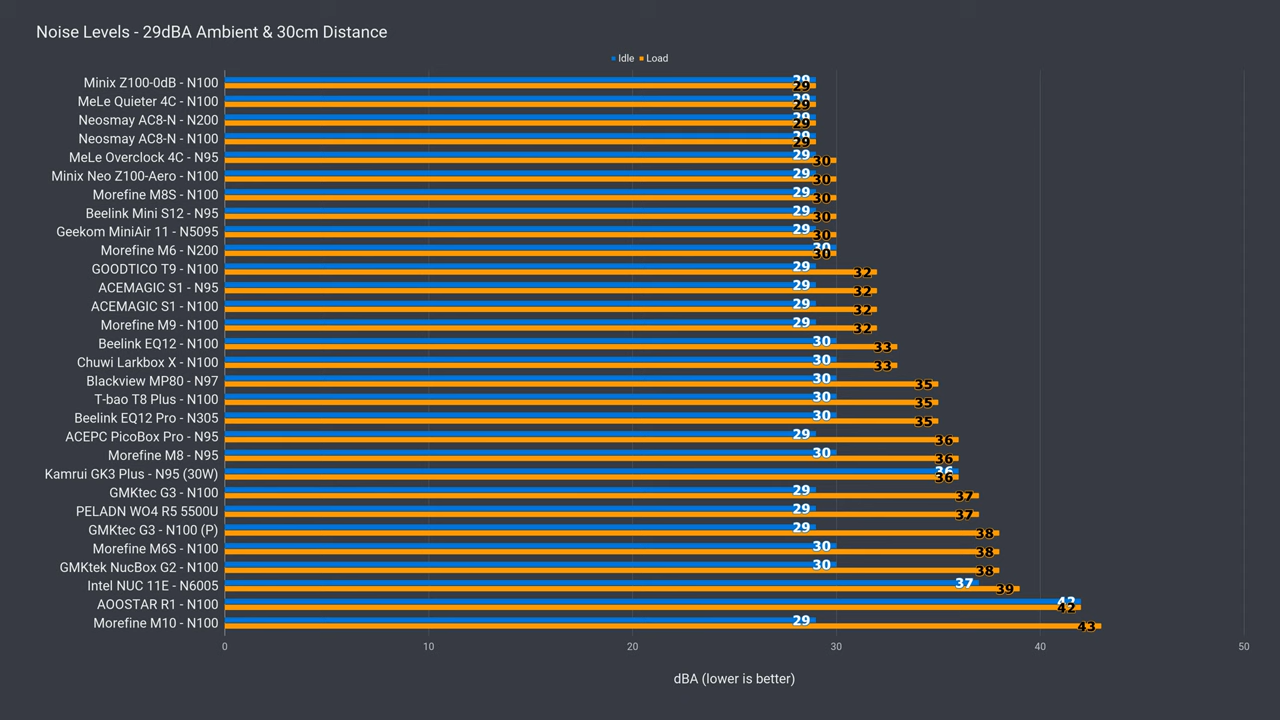 Noise Levels - 29dBA Ambient & 30cm Distance
Idle Load
Minix Z100-0dB - N100 29 29
MeLe Quieter 4C - N100 29 29
Neosmay AC8-N - N200 29 29
Neosmay AC8-N - N100 29 29
MeLe Overclock 4C - N95 29 30
Minix Neo Z100-Aero - N100 29 30
Morefine M8S - N100 29 30
Beelink Mini S12 - N95 29 30
Geekom MiniAir 11 - N5095 29 30
Morefine M6 - N200 30 30
GOODTICO T9 - N100 29 32
ACEMAGIC S1 - N95 29 32
ACEMAGIC S1 - N100 29 32
Morefine M9 - N100 29 32
Beelink EQ12 - N100 30 33
Chuwi Larkbox X - N100 30 33
Blackview MP80 - N97 30 35
T-bao T8 Plus - N100 30 35
Beelink EQ12 Pro - N305 30 35
ACEPC PicoBox Pro - N95 29 36
Morefine M8 - N95 30 36
Kamrui GK3 Plus - N95 (30W) 36 36
GMKtec G3 - N100 29 37
PELADN WO4 R5 5500U 29 37
GMKtec G3 - N100 (P) 29 38
Morefine M6S - N100 30 38
GMKtek NucBox G2 - N100 30 38
Intel NUC 11E - N6005 37 39
AOOSTAR R1 - N100 42 42
Morefine M10 - N100 29 43
0 10 20 30 40 50
dBA (lower is better)